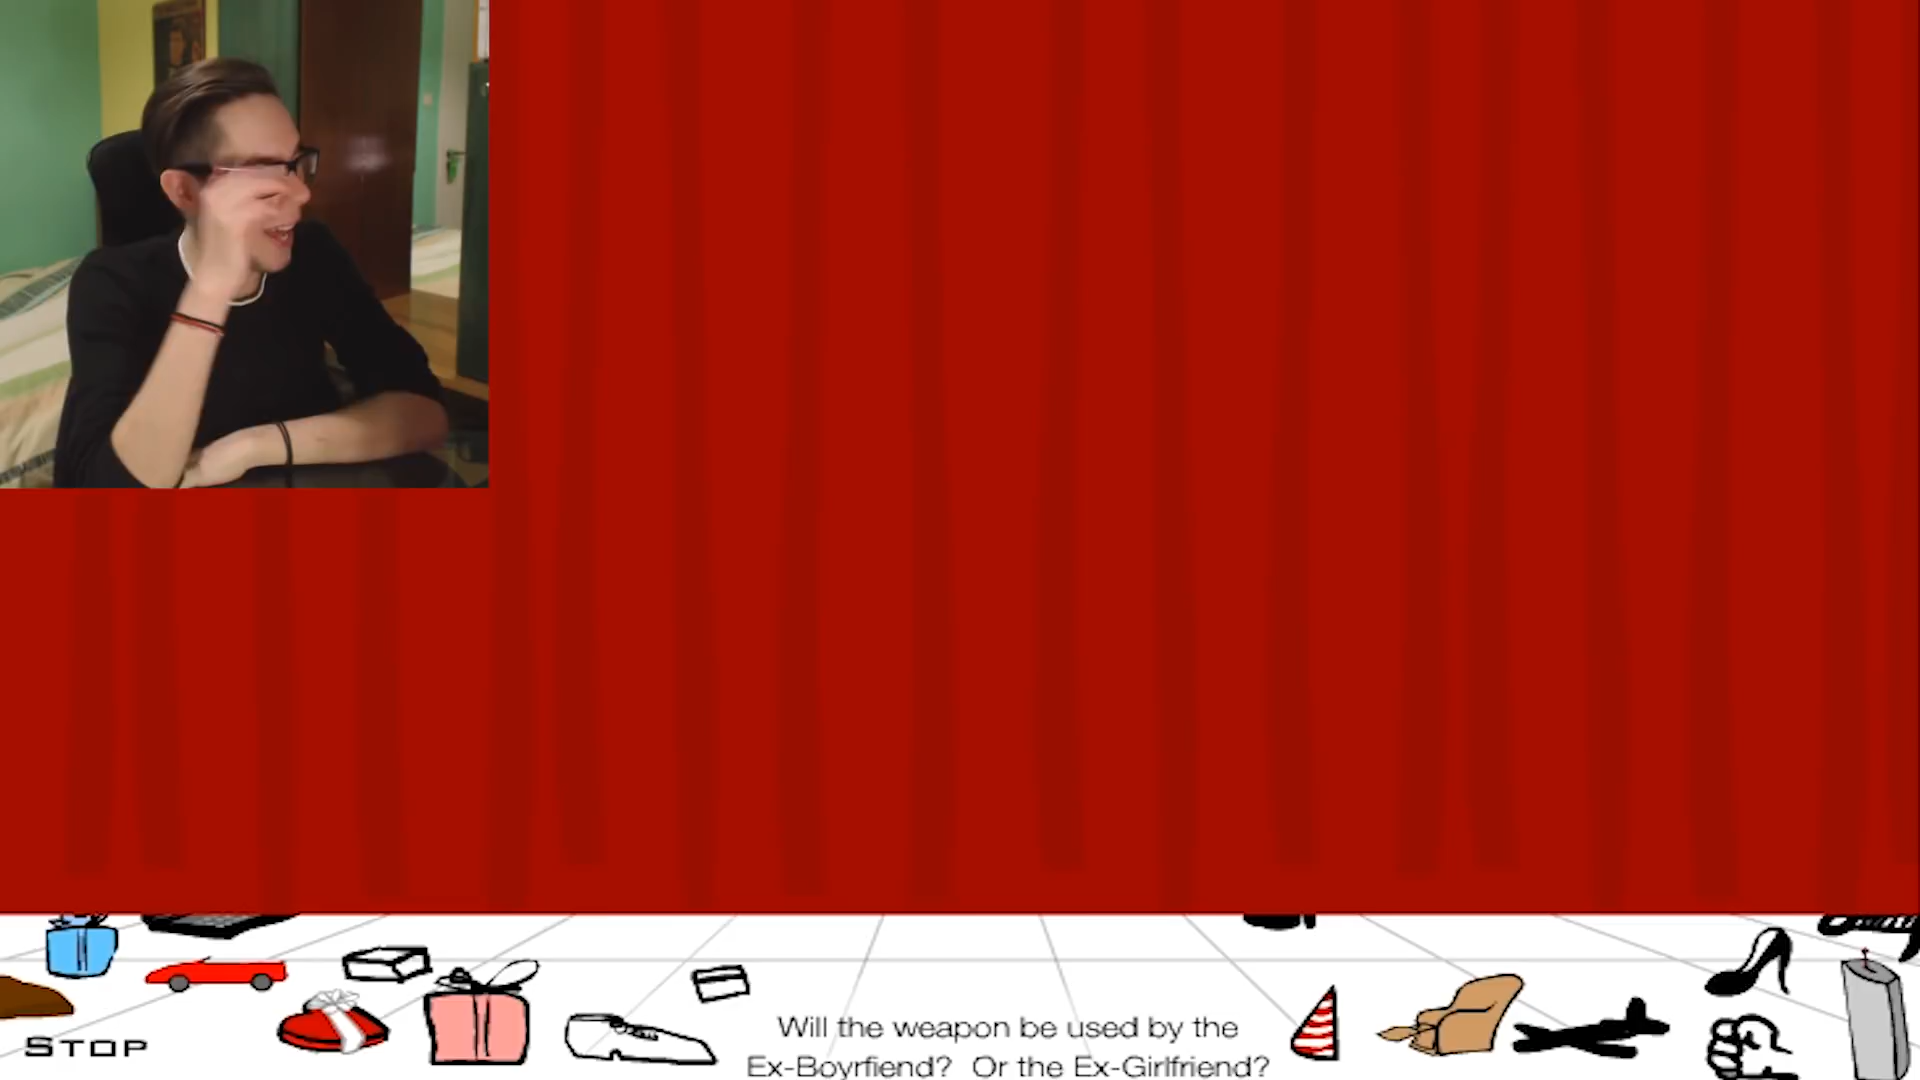 Will the weapon be used by the
STOP
Ex-Boyrfiend? Or the Ex-Girlfriend?